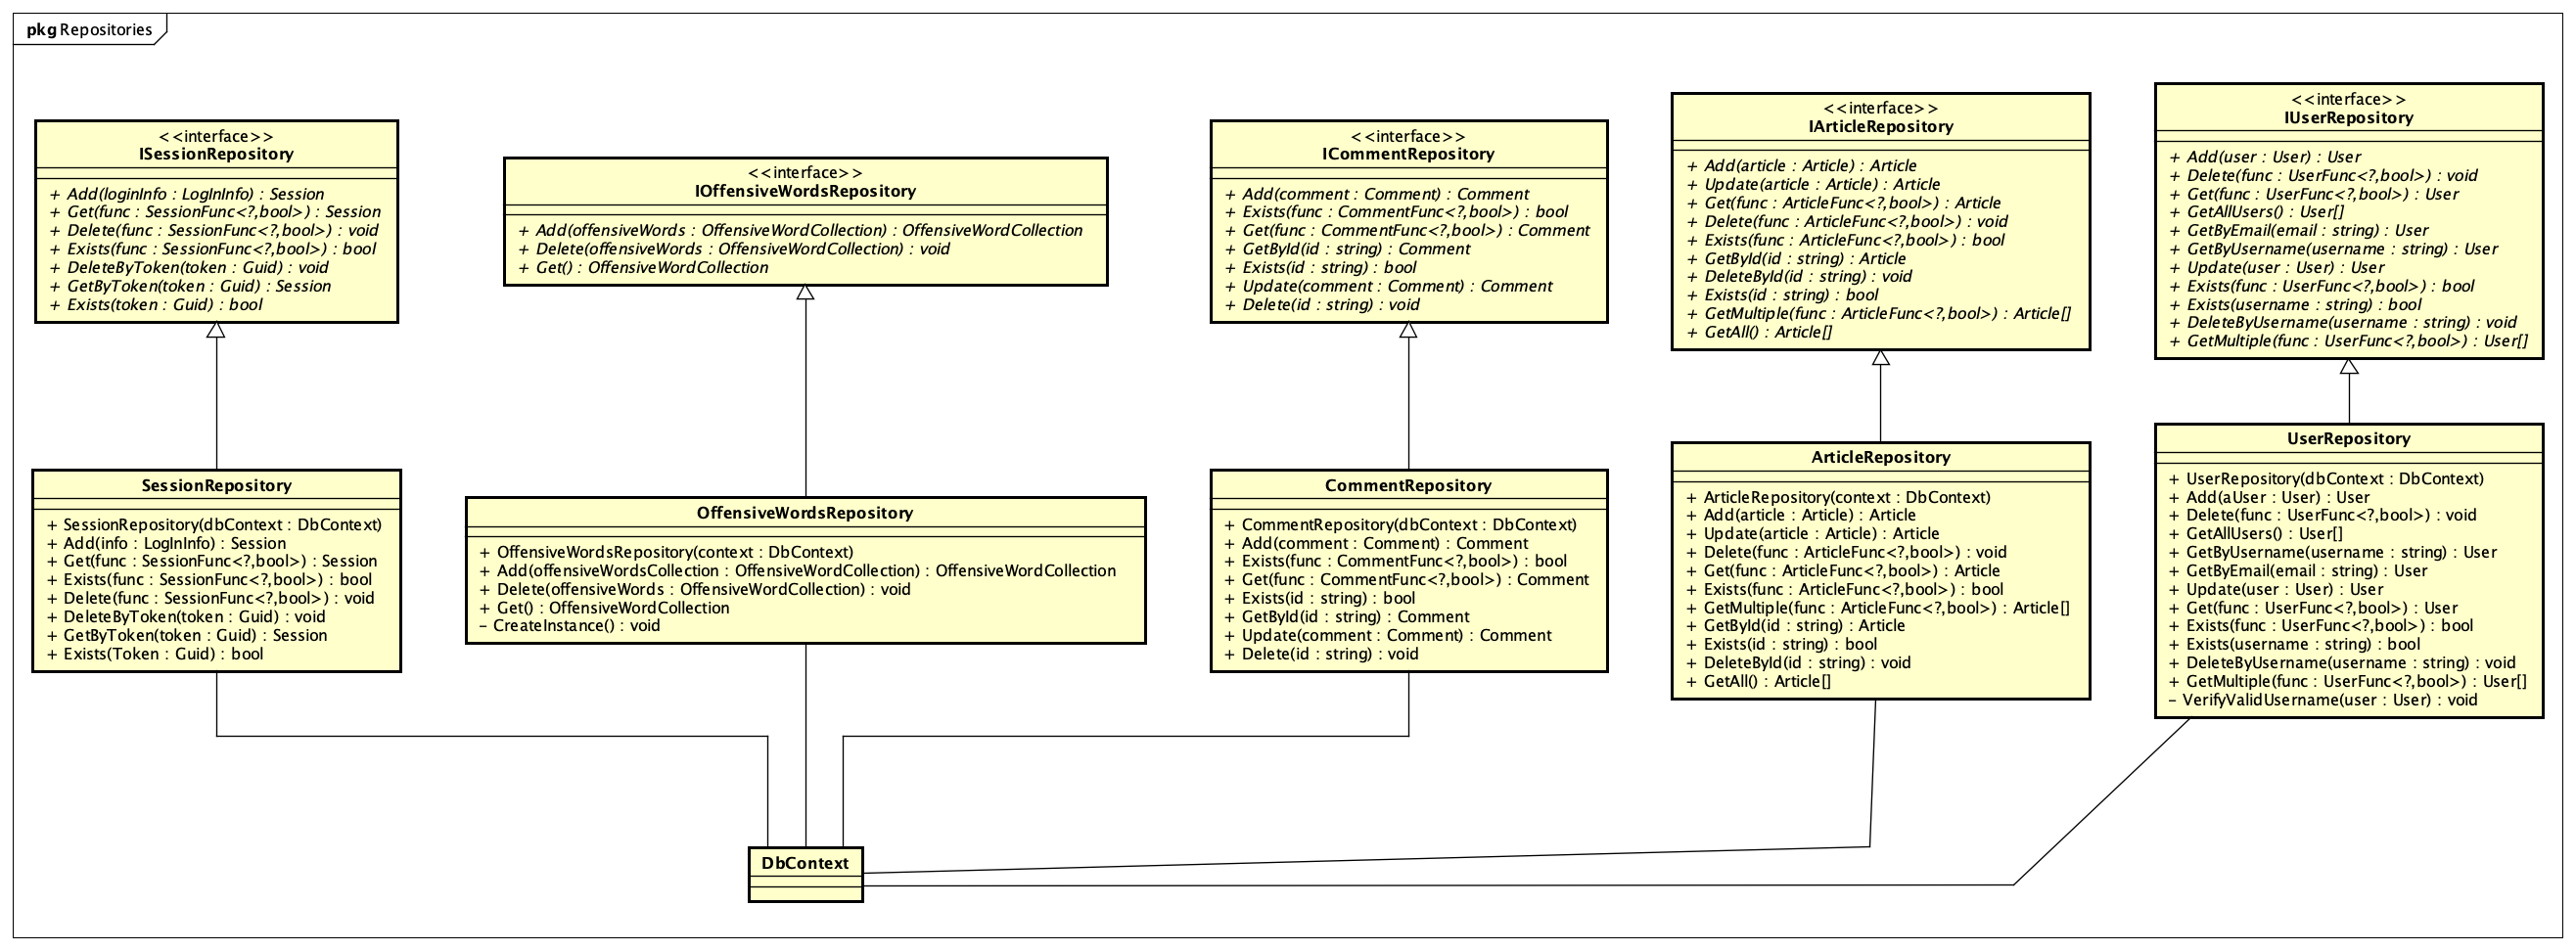 pkg Repositories
<<interface>>
ISessionRepository
+ Add(loginInfo : LogInInfo) : Session
+ Get(func : SessionFunc<?,bool>) : Session
+ Delete(func : SessionFunc<?,bool>) : void
+ Exists(func : SessionFunc<?,bool>) : bool
+ DeleteByToken(token : Guid) : void
+ GetByToken(token : Guid) : Session
+ Exists(token : Guid) : bool
<<interface>>
IOffensiveWordsRepository
+ Add(offensiveWords : OffensiveWordCollection) : OffensiveWordCollection
+ Delete(offensiveWords : OffensiveWordCollection) : void
+ Get() : OffensiveWordCollection
<<interface>>
ICommentRepository
+ Add(comment : Comment) : Comment
+ Exists(func : CommentFunc<?,bool>) : bool
+ Get(func : CommentFunc<?,bool>) : Comment
+ GetById(id : string) : Comment
+ Exists(id : string) : bool
+ Update(comment : Comment) : Comment
+ Delete(id : string) : void
<<interface>>
IArticleRepository
+ Add(article : Article) : Article
+ Update(article : Article) : Article
+ Get(func : ArticleFunc<?,bool>) : Article
+ Delete(func : ArticleFunc<?,bool>) : void
+ Exists(func : ArticleFunc<?,bool>) : bool
+ GetById(id : string) : Article
+ DeleteById(id : string) : void
+ Exists(id : string) : bool
+ GetMultiple(func : ArticleFunc<?,bool>) : Article[]
+ GetAll() : Article[]
<<interface>>
IUserRepository
+ Add(user : User) : User
+ Delete(func : UserFunc<?,bool>) : void
+ Get(func : UserFunc<?,bool>) : User
+ GetAllUsers() : User[]
+ GetByEmail(email : string) : User
+ GetByUsername(username : string) : User
+ Update(user : User) : User
+ Exists(func : UserFunc<?,bool>) : bool
+ Exists(username : string) : bool
+ DeleteByUsername(username : string) : void
+ GetMultiple(func : UserFunc<?,bool>) : User[]
SessionRepository
+ SessionRepository(dbContext : DbContext)
+ Add(info : LogInInfo) : Session
+ Get(func : SessionFunc<?,bool>) : Session
+ Exists(func : SessionFunc<?,bool>) : bool
+ Delete(func : SessionFunc<?,bool>) : void
+ DeleteByToken(token : Guid) : void
+ GetByToken(token : Guid) : Session
+ Exists(Token : Guid) : bool
OffensiveWordsRepository
+ OffensiveWordsRepository(context : DbContext)
+ Add(offensiveWordsCollection : OffensiveWordCollection) : OffensiveWordCollection
+ Delete(offensiveWords : OffensiveWordCollection) : void
+ Get() : OffensiveWordCollection
- CreateInstance() : void
CommentRepository
+ CommentRepository(dbContext : DbContext)
+ Add(comment : Comment) : Comment
+ Exists(func : CommentFunc<?,bool>) : bool
+ Get(func : CommentFunc<?,bool>) : Comment
+ Exists(id : string) : bool
+ GetById(id : string) : Comment
+ Update(comment : Comment) : Comment
+ Delete(id : string) : void
ArticleRepository
+ ArticleRepository(context : DbContext)
+ Add(article : Article) : Article
+ Update(article : Article) : Article
+ Delete(func : ArticleFunc<?,bool>) : void
+ Get(func : ArticleFunc<?,bool>) : Article
+ Exists(func : ArticleFunc<?,bool>) : bool
+ GetMultiple(func : ArticleFunc<?,bool>) : Article[]
+ GetById(id : string) : Article
+ Exists(id : string) : bool
+ DeleteById(id : string) : void
+ GetAll() : Article[]
UserRepository
+ UserRepository(dbContext : DbContext)
+ Add(aUser : User) : User
+ Delete(func : UserFunc<?,bool>) : void
+ GetAllUsers() : User[]
+ GetByUsername(username : string) : User
+ GetByEmail(email : string) : User
+ Update(user : User) : User
+ Get(func : UserFunc<?,bool>) : User
+ Exists(func : UserFunc<?,bool>) : bool
+ Exists(username : string) : bool
+ DeleteByUsername(username : string) : void
+ GetMultiple(func : UserFunc<?,bool>) : User[]
- VerifyValidUsername(user : User) : void
DbContext